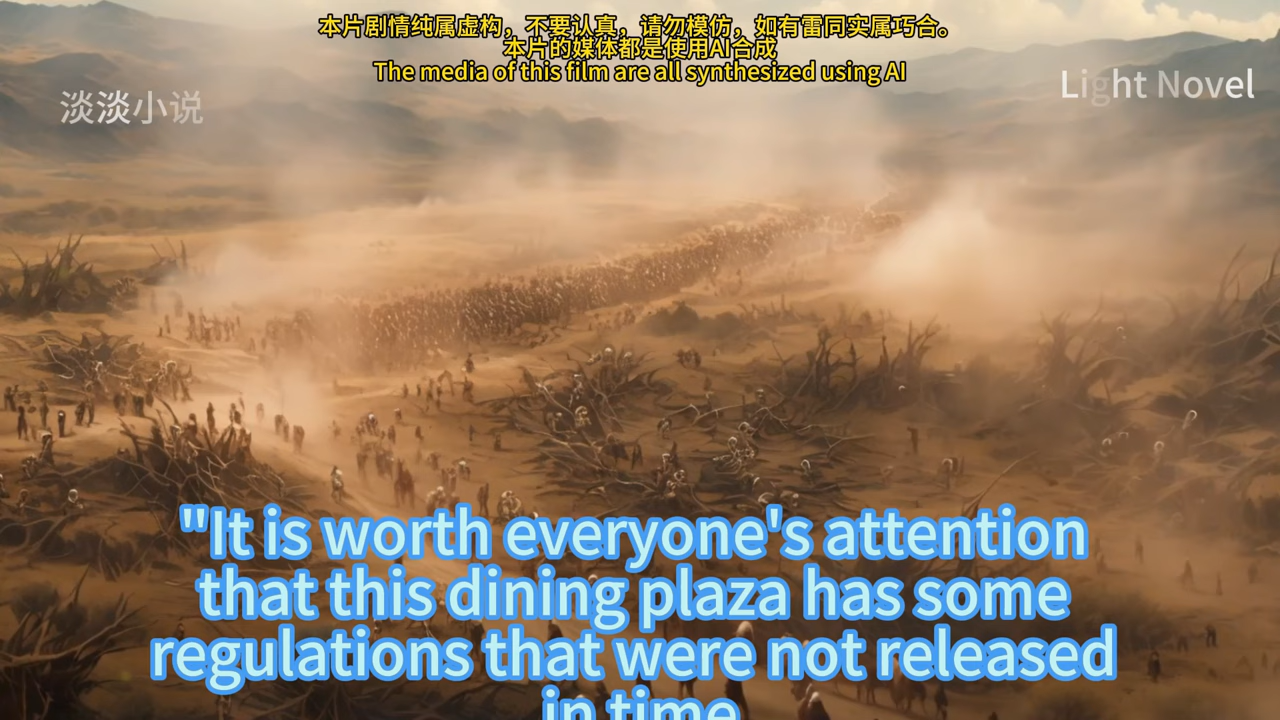 本片剧情纯属虚构，不要认真，请勿模仿，如有雷同实属巧合。
本片的媒体都是使用AI合成
The media of this film are all synthesized using AI
淡淡小说
Light Novel
"It is worth everyone's attention
that this dining plaza has some
regulations that were not released
in time